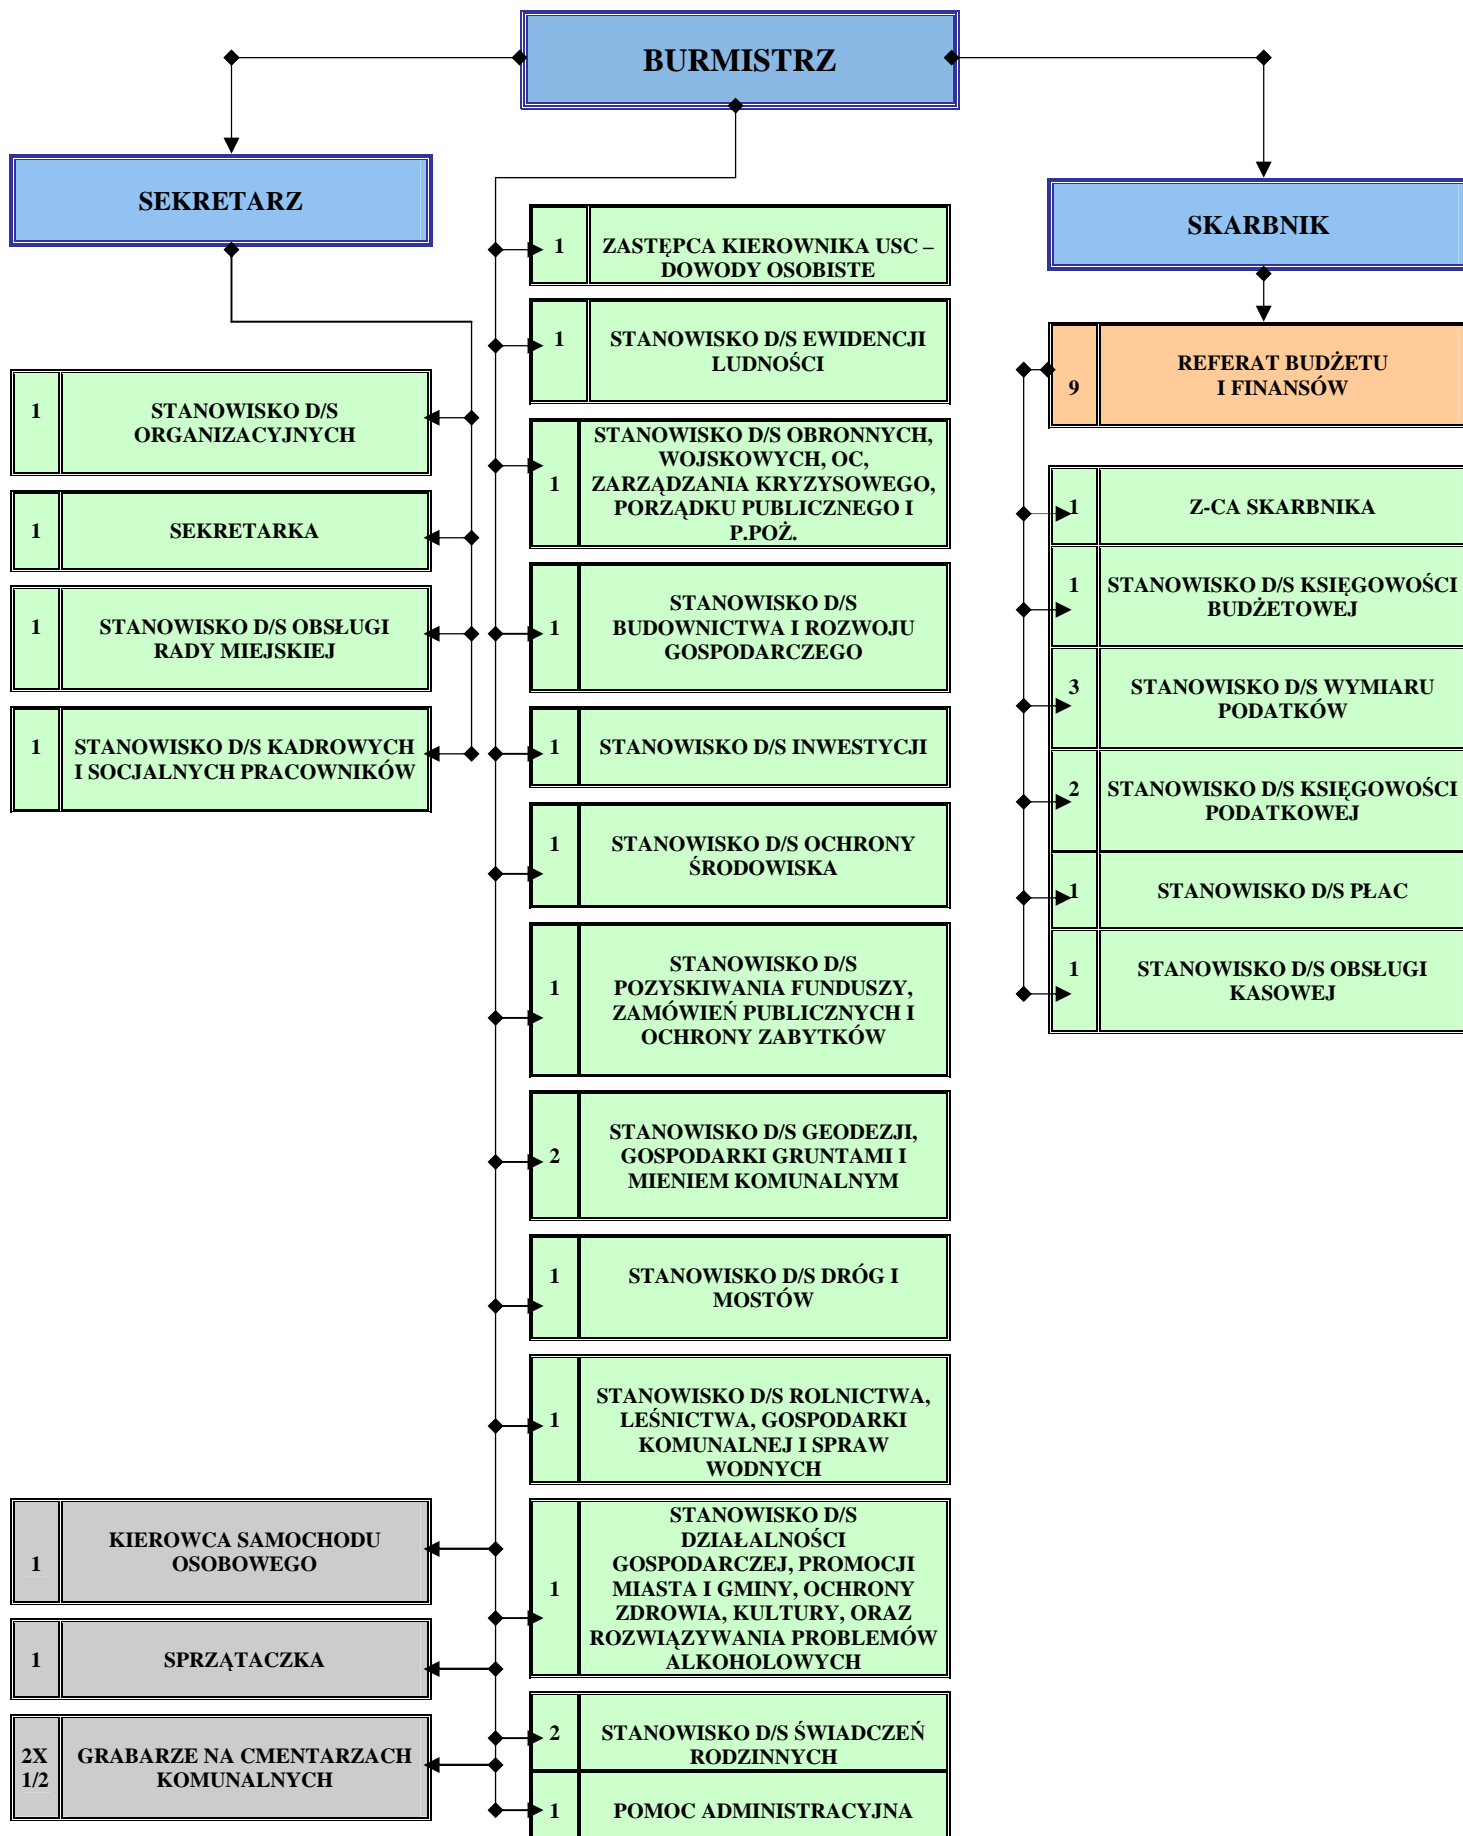 BURMISTRZ
SEKRETARZ
SKARBNIK
1
STANOWISKO D/S
ORGANIZACYJNYCH
1
SEKRETARKA
1
STANOWISKO D/S OBSŁUGI
RADY MIEJSKIEJ
1
STANOWISKO D/S KADROWYCH
I SOCJALNYCH PRACOWNIKÓW
1
KIEROWCA SAMOCHODU
OSOBOWEGO
1
SPRZĄTACZKA
2X
1/2
GRABARZE NA CMENTARZACH
KOMUNALNYCH
1
ZASTĘPCA KIEROWNIKA USC –
DOWODY OSOBISTE
1
STANOWISKO D/S EWIDENCJI
LUDNOŚCI
1
STANOWISKO D/S OBRONNYCH,
WOJSKOWYCH, OC,
ZARZĄDZANIA KRYZYSOWEGO,
PORZĄDKU PUBLICZNEGO I
P.POŻ.
1
STANOWISKO D/S
BUDOWNICTWA I ROZWOJU
GOSPODARCZEGO
1
STANOWISKO D/S INWESTYCJI
1
STANOWISKO D/S OCHRONY
ŚRODOWISKA
1
STANOWISKO D/S
POZYSKIWANIA FUNDUSZY,
ZAMÓWIEŃ PUBLICZNYCH I
OCHRONY ZABYTKÓW
2
STANOWISKO D/S GEODEZJI,
GOSPODARKI GRUNTAMI I
MIENIEM KOMUNALNYM
1
STANOWISKO D/S DRÓG I
MOSTÓW
1
STANOWISKO D/S ROLNICTWA,
LEŚNICTWA, GOSPODARKI
KOMUNALNEJ I SPRAW
WODNYCH
1
STANOWISKO D/S
DZIAŁALNOŚCI
GOSPODARCZEJ, PROMOCJI
MIASTA I GMINY, OCHRONY
ZDROWIA, KULTURY, ORAZ
ROZWIĄZYWANIA PROBLEMÓW
ALKOHOLOWYCH
2
STANOWISKO D/S ŚWIADCZEŃ
RODZINNYCH
1
POMOC ADMINISTRACYJNA
9
REFERAT BUDŻETU
I FINANSÓW
1
Z-CA SKARBNIKA
1
STANOWISKO D/S KSIĘGOWOŚCI
BUDŻETOWEJ
3
STANOWISKO D/S WYMIARU
PODATKÓW
2
STANOWISKO D/S KSIĘGOWOŚCI
PODATKOWEJ
1
STANOWISKO D/S PŁAC
1
STANOWISKO D/S OBSŁUGI
KASOWEJ